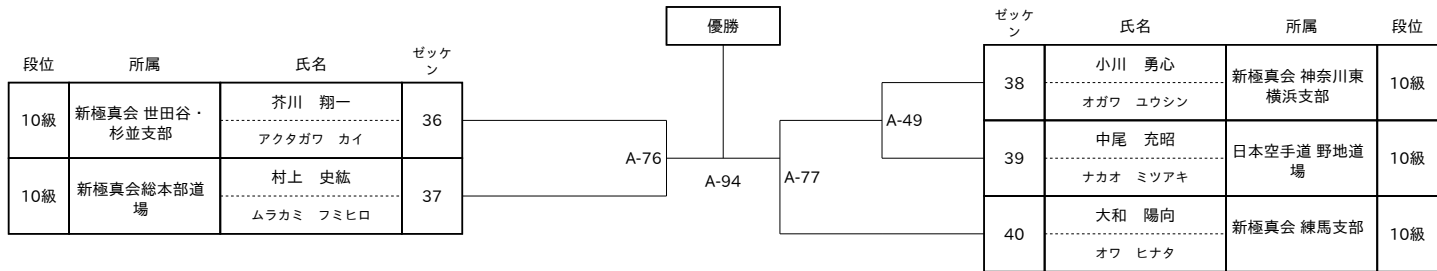 優勝
段位 所属 氏名 ゼッケ
ン
10級 新極真会 世田谷・
杉並支部 芥川 翔一
アクタガワ カイ 36
10級 新極真会総本部道
場 村上 史紘
ムラカミ フミヒロ 37
A-76
A-94
A-77
A-49
ゼッケ
ン 氏名 所属 段位
38 小川 勇心
オガワ ユウシン 新極真会 神奈川東
横浜支部 10級
39 中尾 充昭
ナカオ ミツアキ 日本空手道 野地道
場 10級
40 大和 陽向
オワ ヒナタ 新極真会 練馬支部 10級